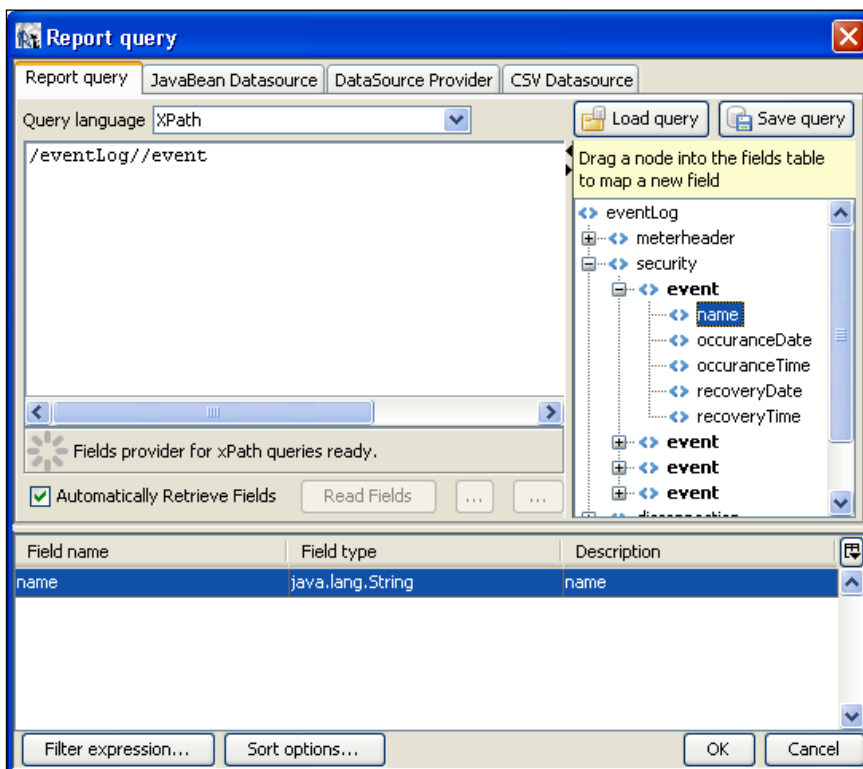 Report query
Report query JavaBean Datasource DataSource Provider CSV Datasource
Query language XPath Load query Save query
/eventLog//event
Drag a node into the fields table
to map a new field
eventLog
meterheader
security
event
name
occuranceDate
occuranceTime
recoveryDate
recoveryTime
event
event
event
disconnection
Fields provider for xPath queries ready.
Automatically Retrieve Fields Read Fields ... ...
Field name Field type Description
name java.lang.String name
Filter expression... Sort options... OK Cancel